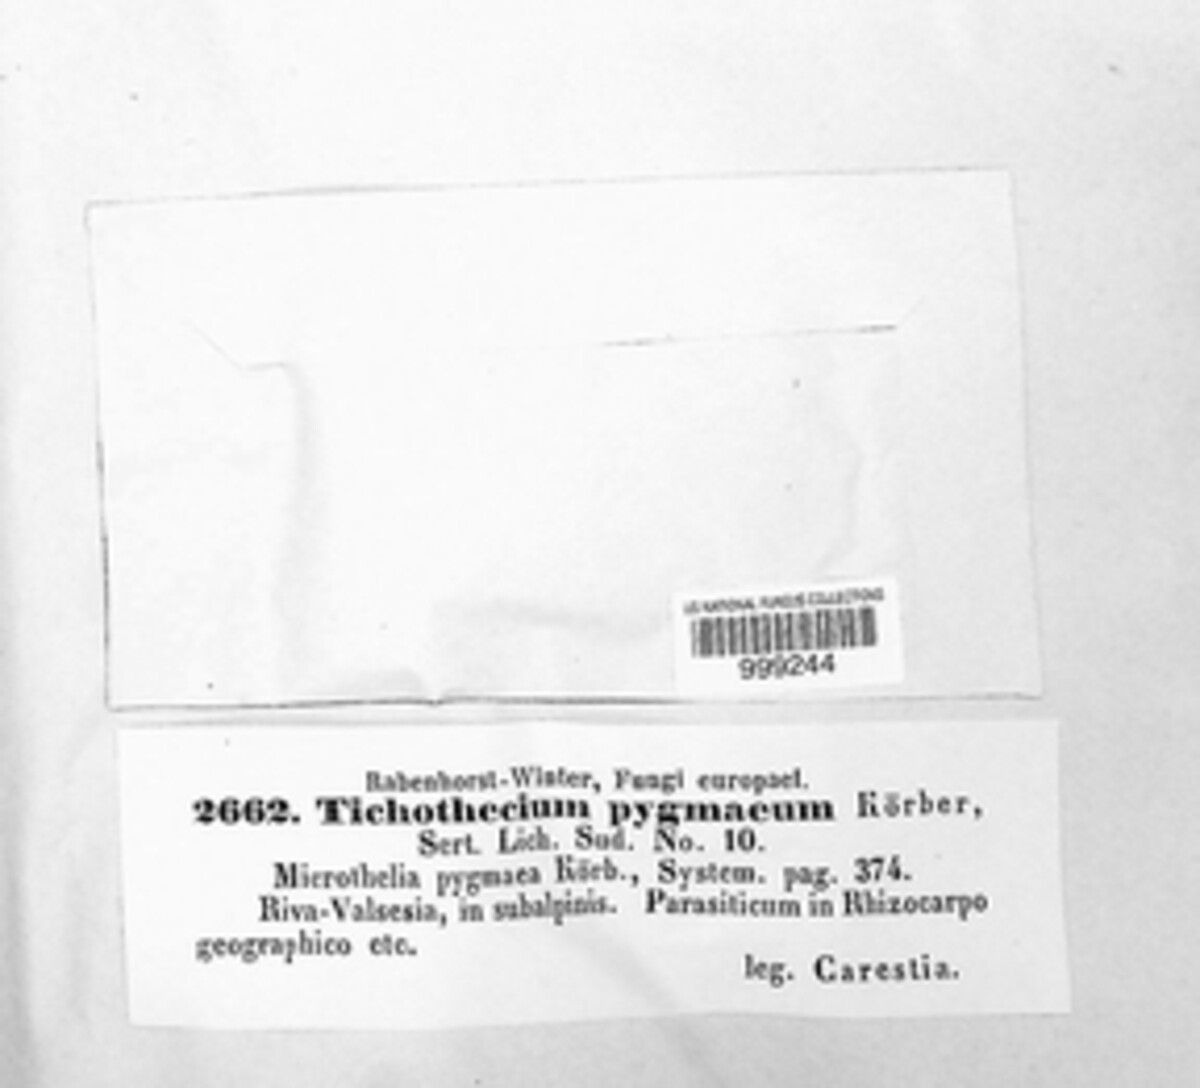 US NATIONAL FUNGUS COLLECTIONS
999244
Rabenhorst-Winter, Fungi europaei.
2662. Tichothecium pygmaeum Körber,
Sert. Lich. Sud. No. 10.
Microthelia pygmaea Körb., System. pag. 374.
Riva-Valsesia, in subalpinis. Parasiticum in Rhizocarpo
geographico etc.
leg. Carestia.